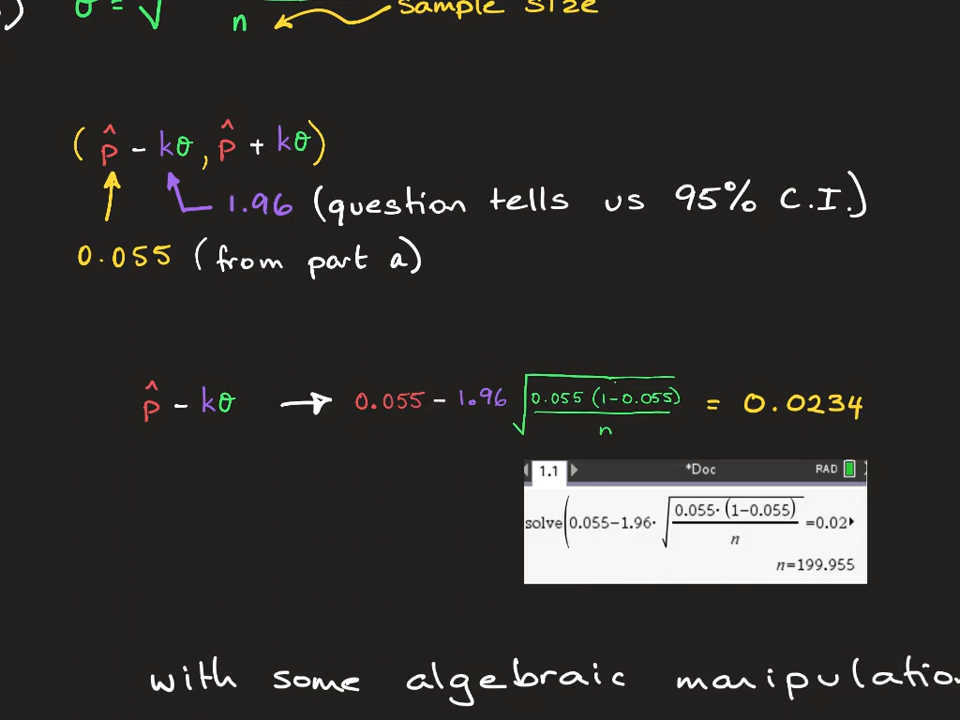 .) σ = √
n sample size
(p̂ - kσ, p̂ + kσ)
1.96 (question tells us 95% C.I.)
0.055 (from part a)
p̂ - kσ → 0.055 - 1.96 √(0.055 (1-0.055) / n) = 0.0234
1.1 *Doc RAD
solve(0.055-1.96·√(0.055·(1-0.055) / n)=0.02▸
n=199.955
with some algebraic manipulation